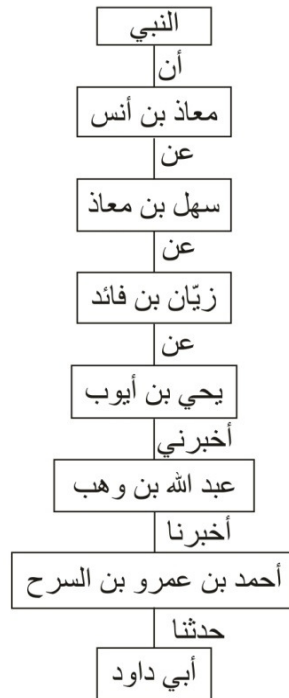 النبي
أن
معاذ بن أنس
عن
سهل بن معاذ
عن
زيّان بن فائد
عن
يحي بن أيوب
أخبرني
عبد الله بن وهب
أخبرنا
أحمد بن عمرو بن السرح
حدثنا
أبي داود